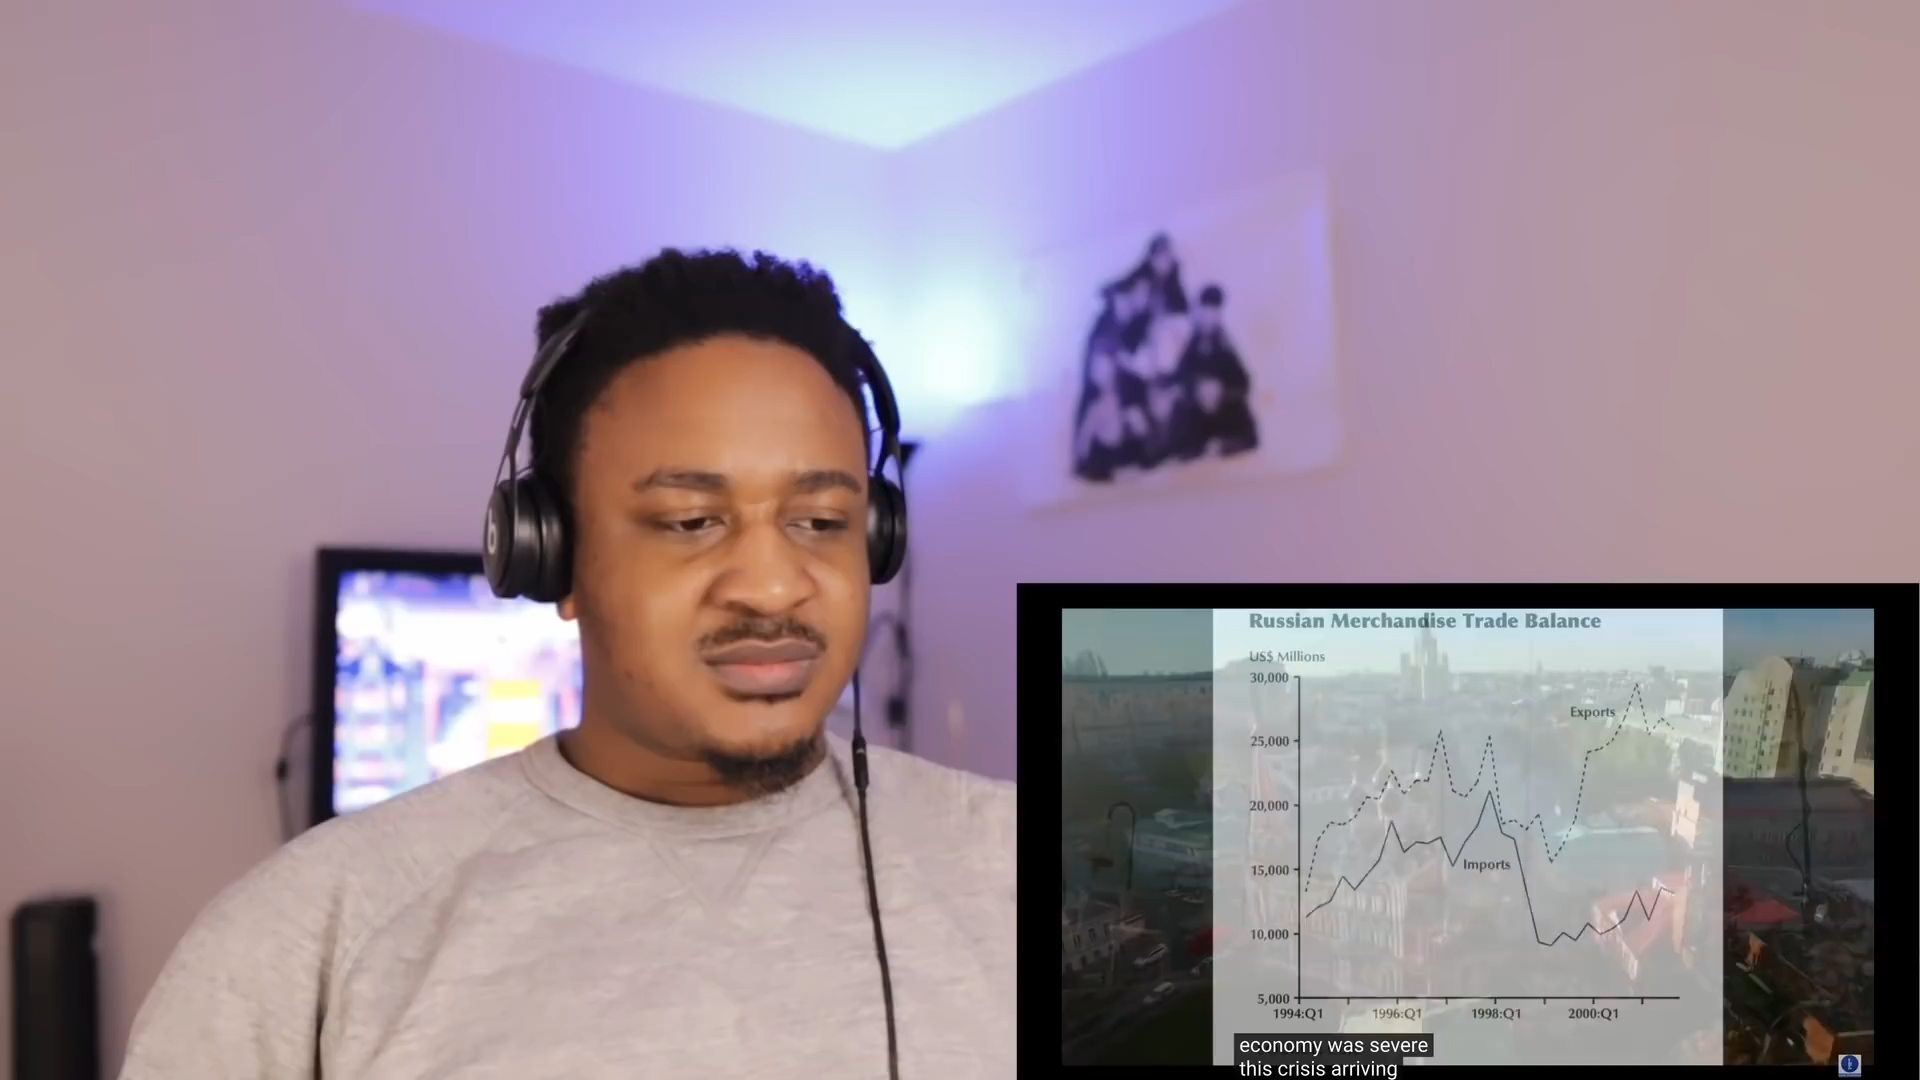 Russian Merchandise Trade Balance
US$ Millions
30,000
Exports
25,000
20,000
Imports
15,000
10,000
5,000
1994:Q1 1996:Q1 1998:Q1 2000:Q1
economy was severe
this crisis arriving
b